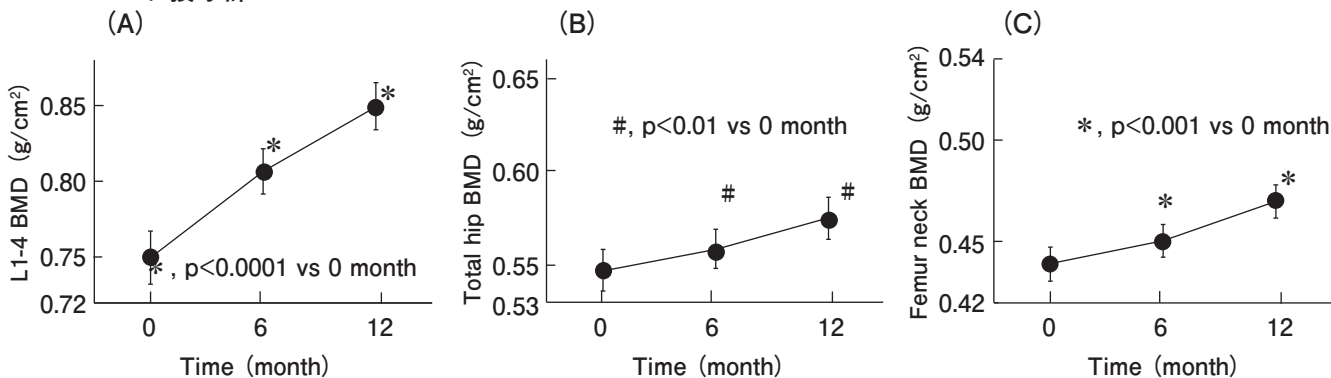 (A)
L1-4 BMD (g/cm²)
0.85
0.80
0.75
0.72
*
*
* , p<0.0001 vs 0 month
0
6
12
Time (month)
(B)
Total hip BMD (g/cm²)
0.65
0.60
0.55
0.53
#, p<0.01 vs 0 month
#
#
0
6
12
Time (month)
(C)
Femur neck BMD (g/cm²)
0.54
0.50
0.45
0.42
*, p<0.001 vs 0 month
*
*
0
6
12
Time (month)